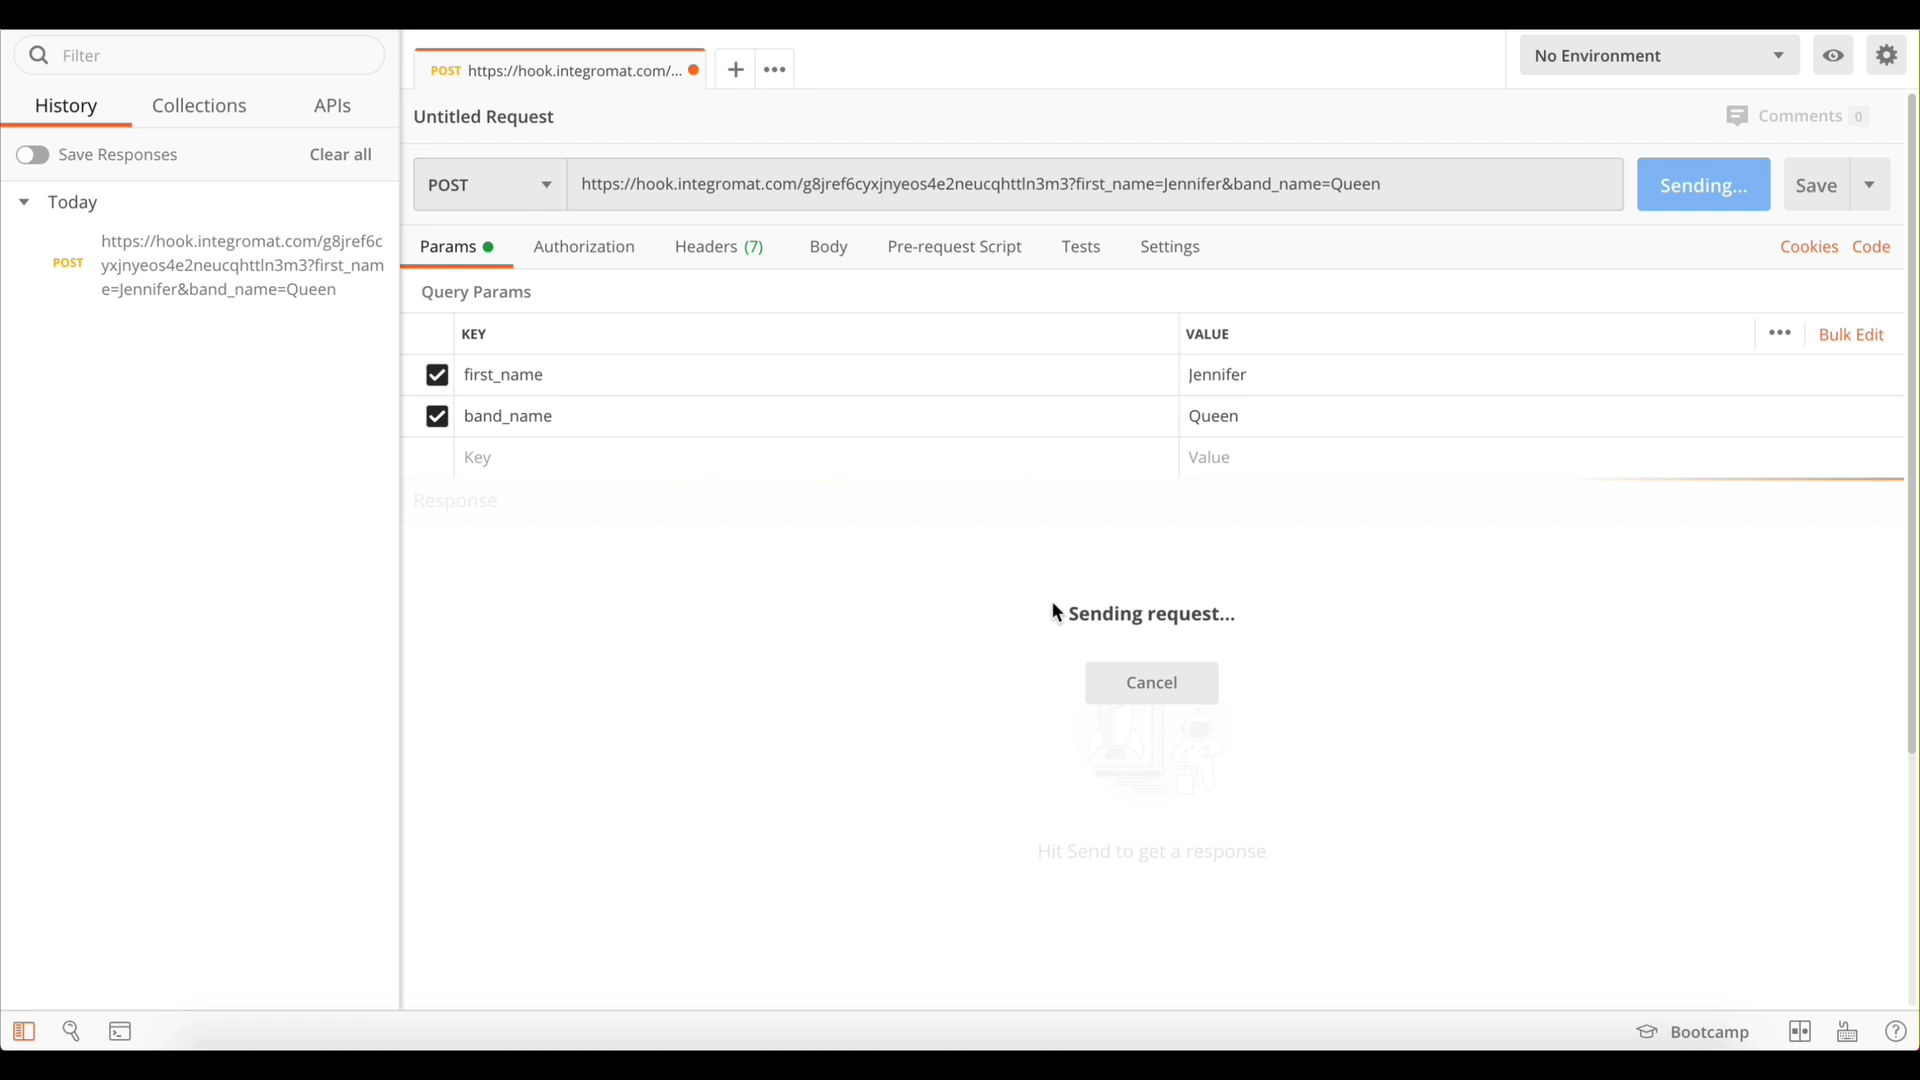 Filter
History Collections APIs
Save Responses Clear all
Today
POST
https://hook.integromat.com/g8jref6c
yxjnyeos4e2neucqhttln3m3?first_nam
e=Jennifer&band_name=Queen
POST https://hook.integromat.com/...
No Environment
Untitled Request
Comments 0
POST https://hook.integromat.com/g8jref6cyxjnyeos4e2neucqhttln3m3?first_name=Jennifer&band_name=Queen Sending... Save
Params Authorization Headers (7) Body Pre-request Script Tests Settings Cookies Code
Query Params
KEY VALUE Bulk Edit
first_name Jennifer
band_name Queen
Key Value
Response
Sending request...
Cancel
Hit Send to get a response
Bootcamp